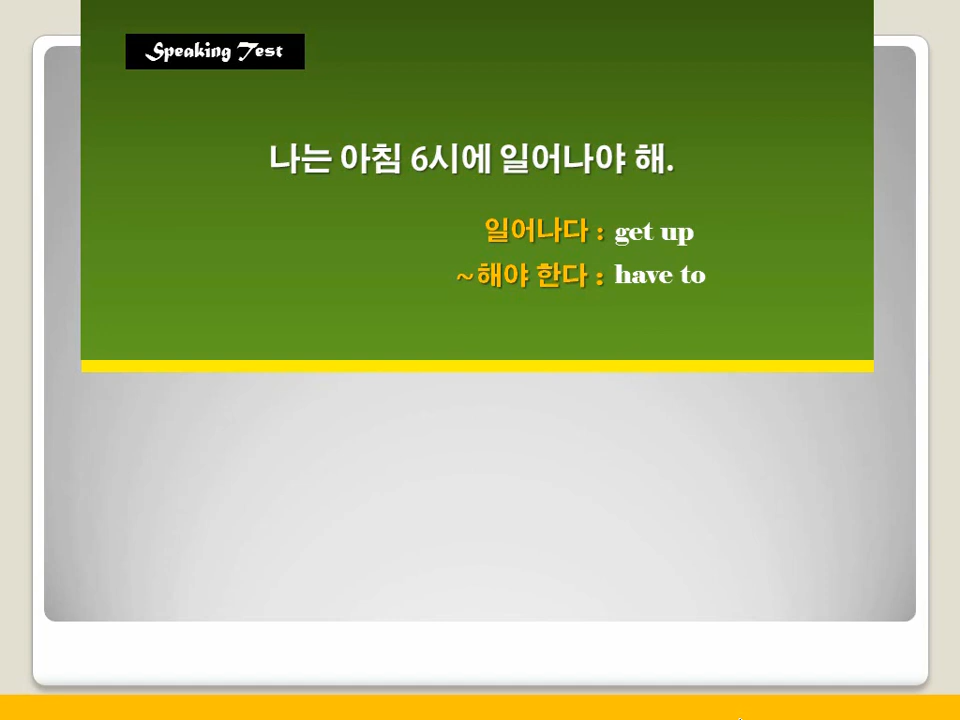 Speaking Test
나는 아침 6시에 일어나야 해.
일어나다 : get up
~해야 한다 : have to